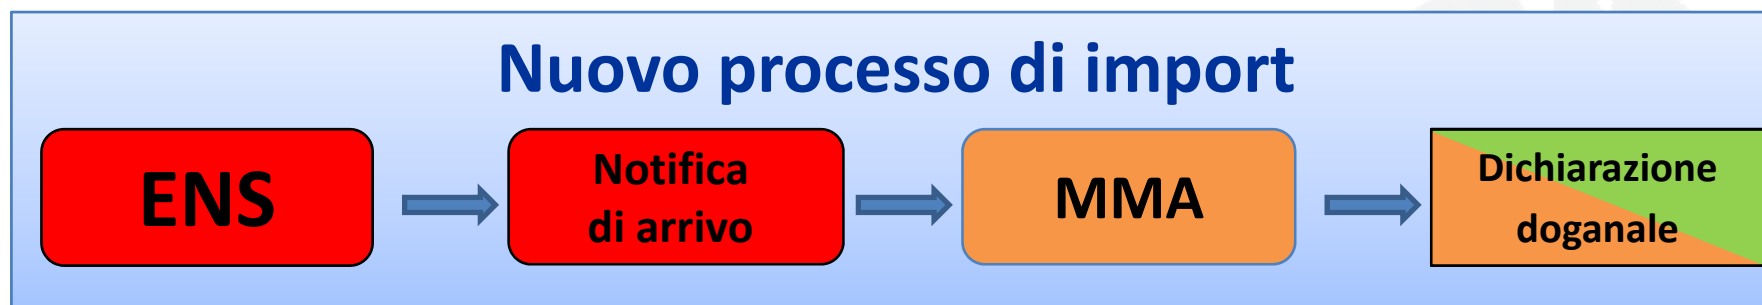 Nuovo processo di import
ENS
Notifica
di arrivo
MMA
Dichiarazione
doganale